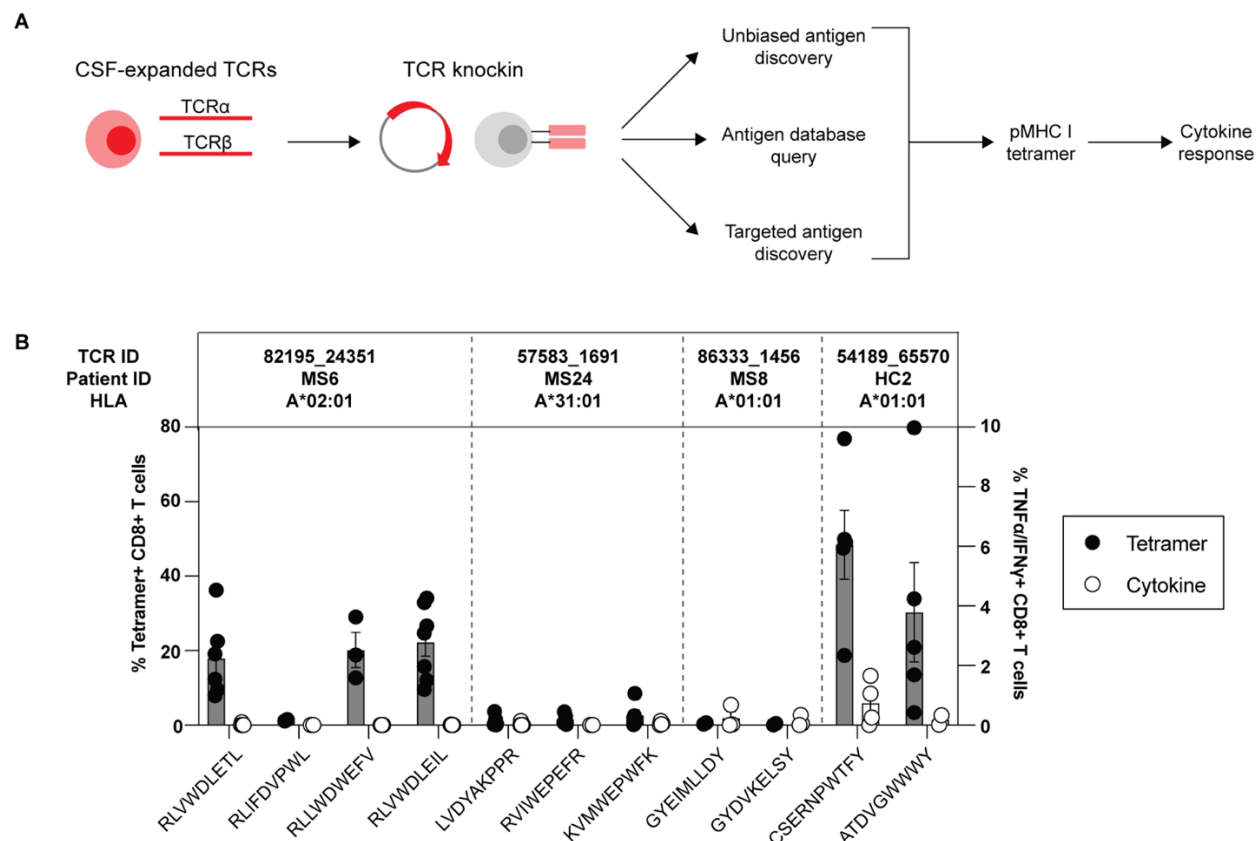 A
CSF-expanded TCRs
TCRα
TCRβ
TCR knockin
Unbiased antigen
discovery
Antigen database
query
Targeted antigen
discovery
pMHC I
tetramer
Cytokine
response
B
TCR ID
Patient ID
HLA
82195_24351
MS6
A*02:01
57583_1691
MS24
A*31:01
86333_1456
MS8
A*01:01
54189_65570
HC2
A*01:01
% Tetramer+ CD8+ T cells
80
60
40
20
0
10
8
6
4
2
0
% TNFα/IFNγ+ CD8+ T cells
Tetramer
Cytokine
RLVWDLETL
RLIFDVPWL
RLLWDWEFV
RLVWDLEIL
LVDYAKPPR
RVIWEPEFR
KVMWEPWFK
GYEIMLLDY
GYDVKELSY
CSERNPWTFY
ATDVGWWWY